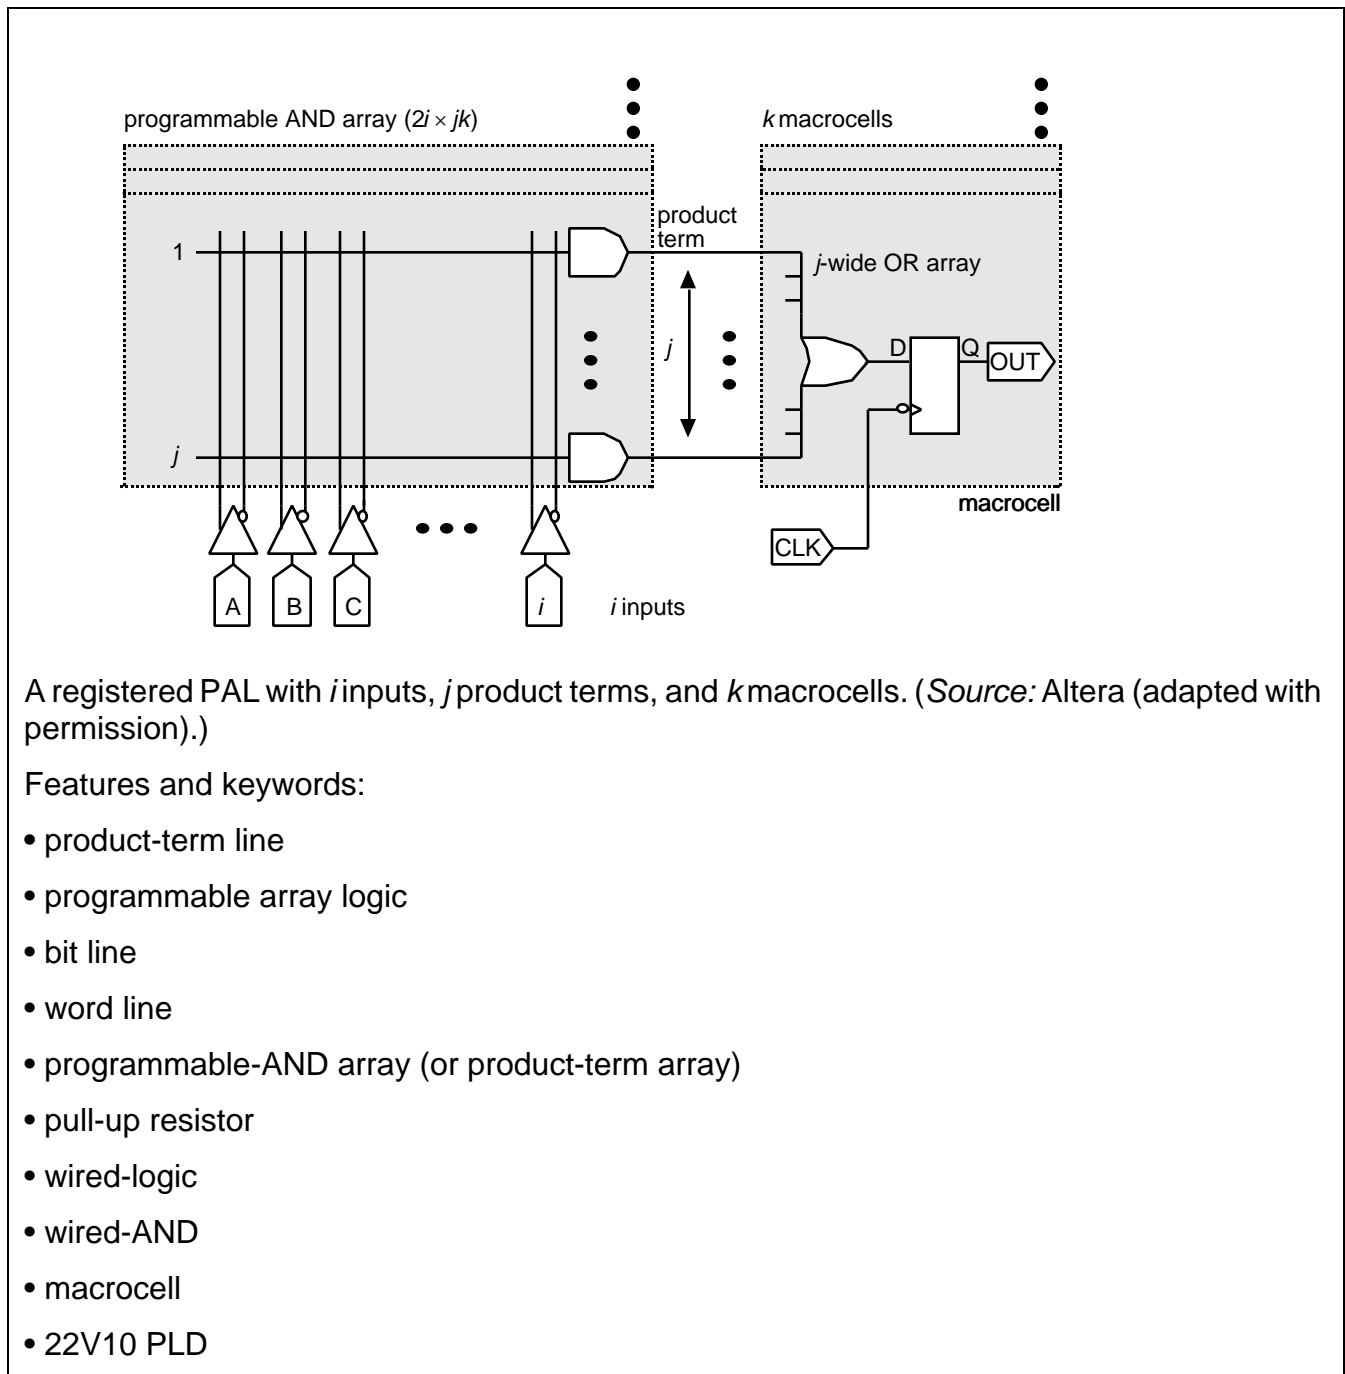 programmable AND array (2i × jk)
k macrocells
product
term
1
j-wide OR array
j
D
Q
OUT
j
macrocell
CLK
A
B
C
i
i inputs
A registered PAL with i inputs, j product terms, and k macrocells. (Source: Altera (adapted with
permission).)
Features and keywords:
• product-term line
• programmable array logic
• bit line
• word line
• programmable-AND array (or product-term array)
• pull-up resistor
• wired-logic
• wired-AND
• macrocell
• 22V10 PLD